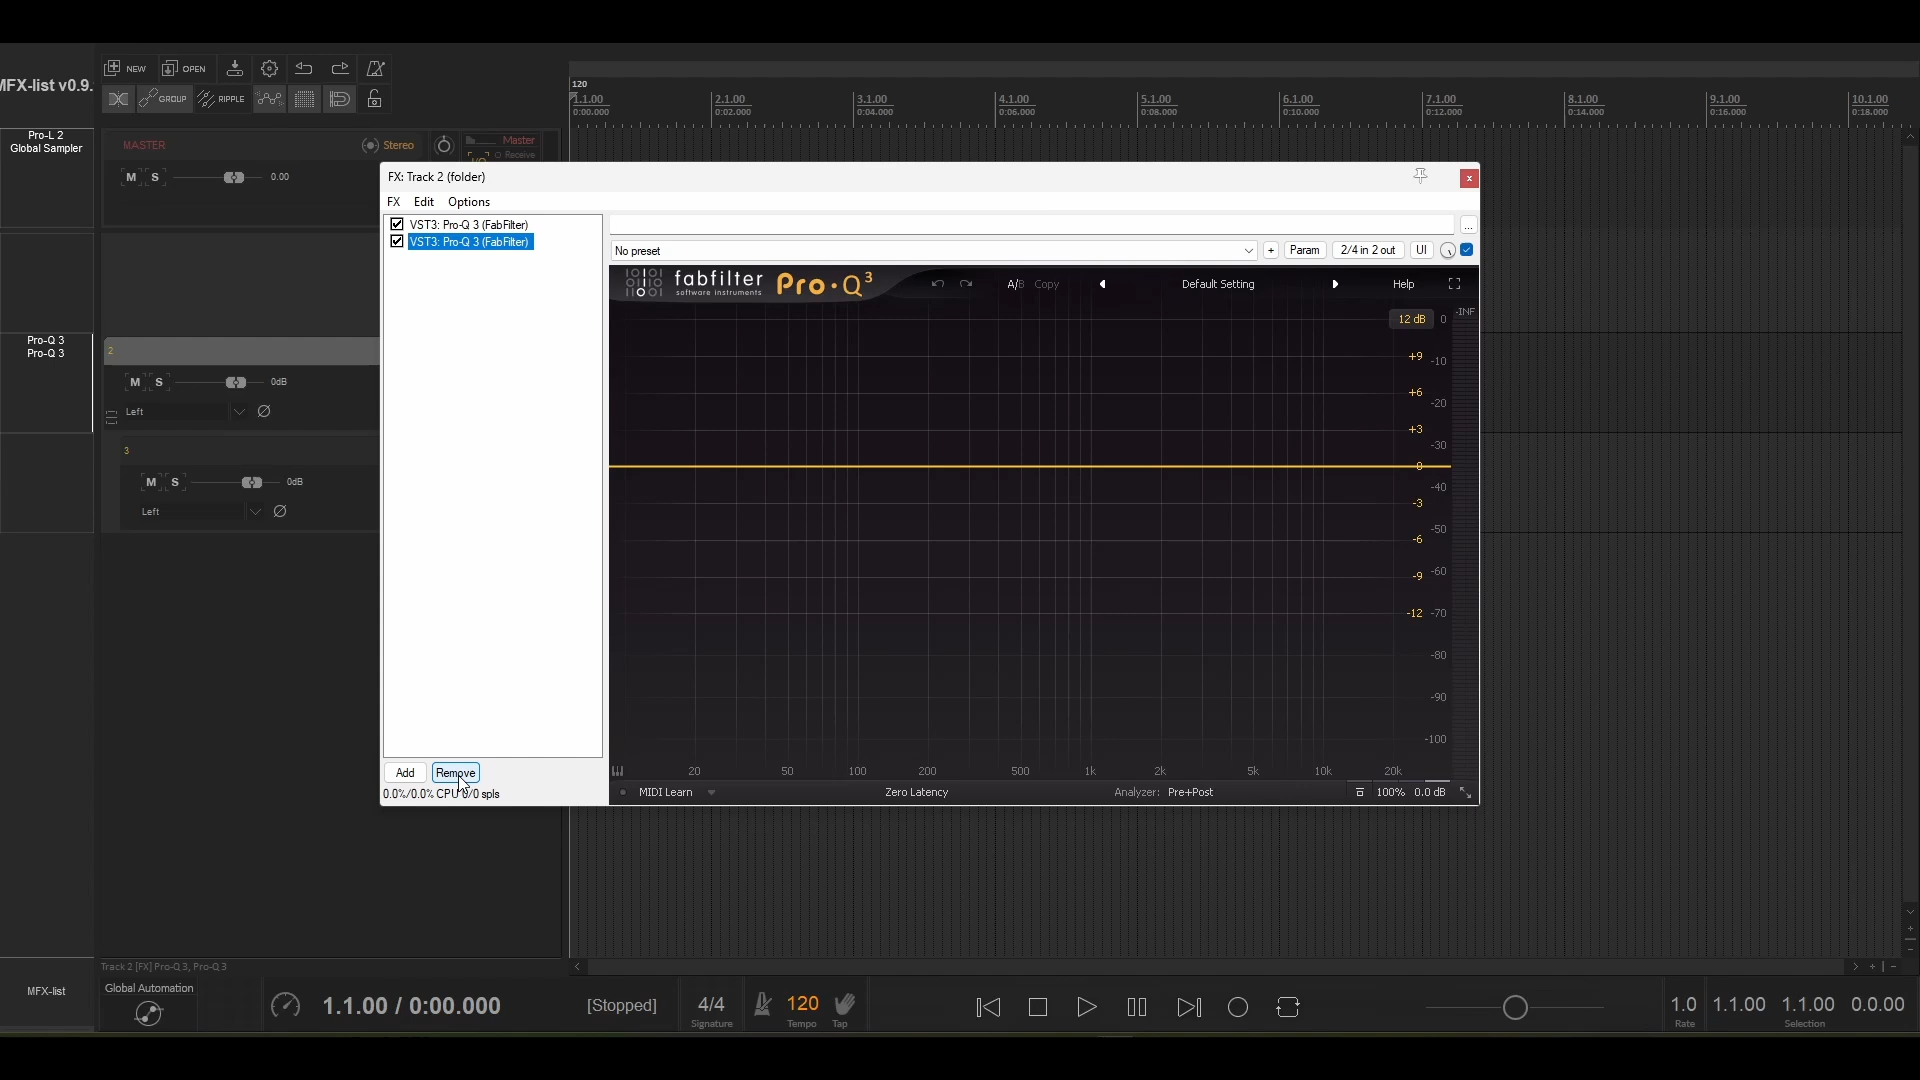 MFX-list v0.9.
NEW
OPEN
GROUP
RIPPLE
120
1.1.00
0:00.000
2.1.00
0:02.000
3.1.00
0:04.000
4.1.00
0:06.000
5.1.00
0:08.000
6.1.00
0:10.000
7.1.00
0:12.000
8.1.00
0:14.000
9.1.00
0:16.000
10.1.00
0:18.000
Pro-L 2
Global Sampler
MASTER
Stereo
Master
I/O
Receive
M S 0.00
Pro-Q 3
Pro-Q 3
2
M S 0dB
Left
3
M S 0dB
Left
FX: Track 2 (folder)
x
FX Edit Options
VST3: Pro-Q 3 (FabFilter)
VST3: Pro-Q 3 (FabFilter)
...
No preset
+
Param
2/4 in 2 out
UI
fabfilter
software instruments
Pro·Q3
A/B Copy
Default Setting
Help
12 dB 0 -INF
+9 -10
+6 -20
+3 -30
0 -40
-3 -50
-6 -60
-9 -70
-12 -80
-90
-100
20 50 100 200 500 1k 2k 5k 10k 20k
MIDI Learn
Zero Latency
Analyzer: Pre+Post
100% 0.0 dB
Add Remove
0.0%/0.0% CPU 0/0 spls
Track 2 [FX] Pro-Q 3, Pro-Q 3
MFX-list
Global Automation
1.1.00 / 0:00.000
[Stopped]
4/4
Signature
120
Tempo
Tap
1.0
Rate
1.1.00 1.1.00 0.0.00
Selection